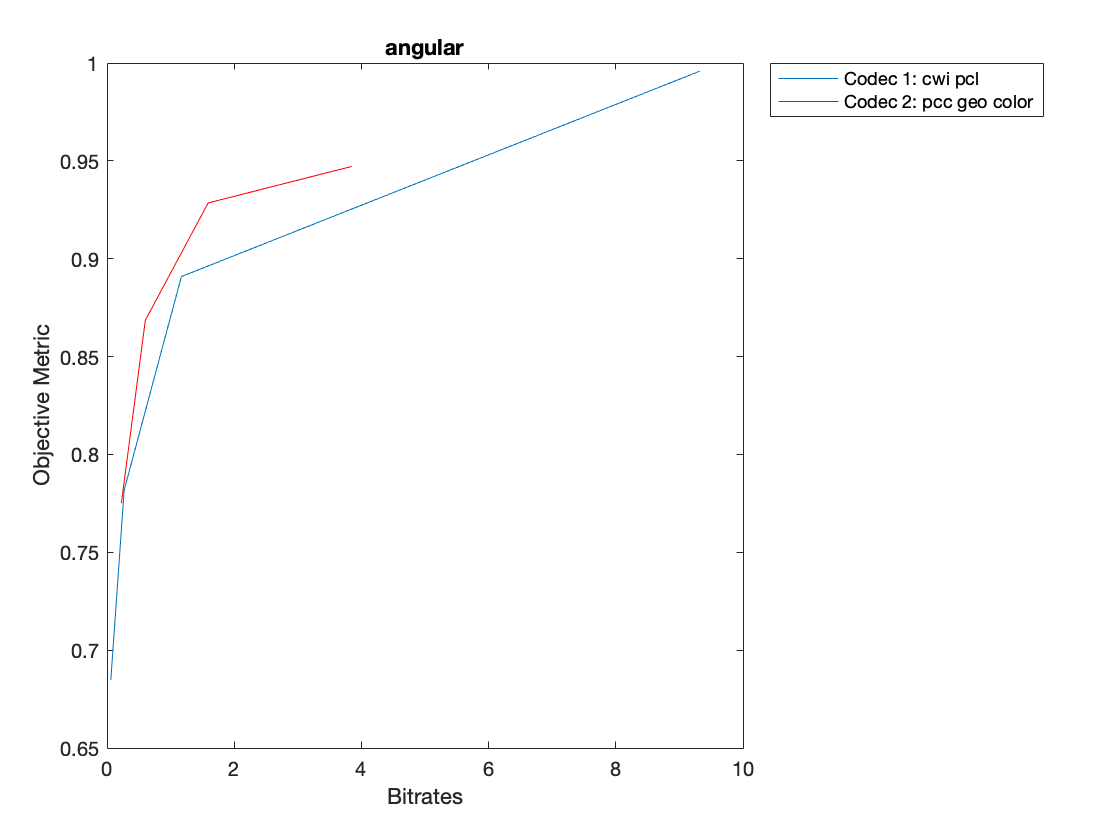 angular
Codec 1: cwi pcl
Codec 2: pcc geo color
1
0.95
0.9
0.85
0.8
0.75
0.7
0.65
Objective Metric
0 2 4 6 8 10
Bitrates